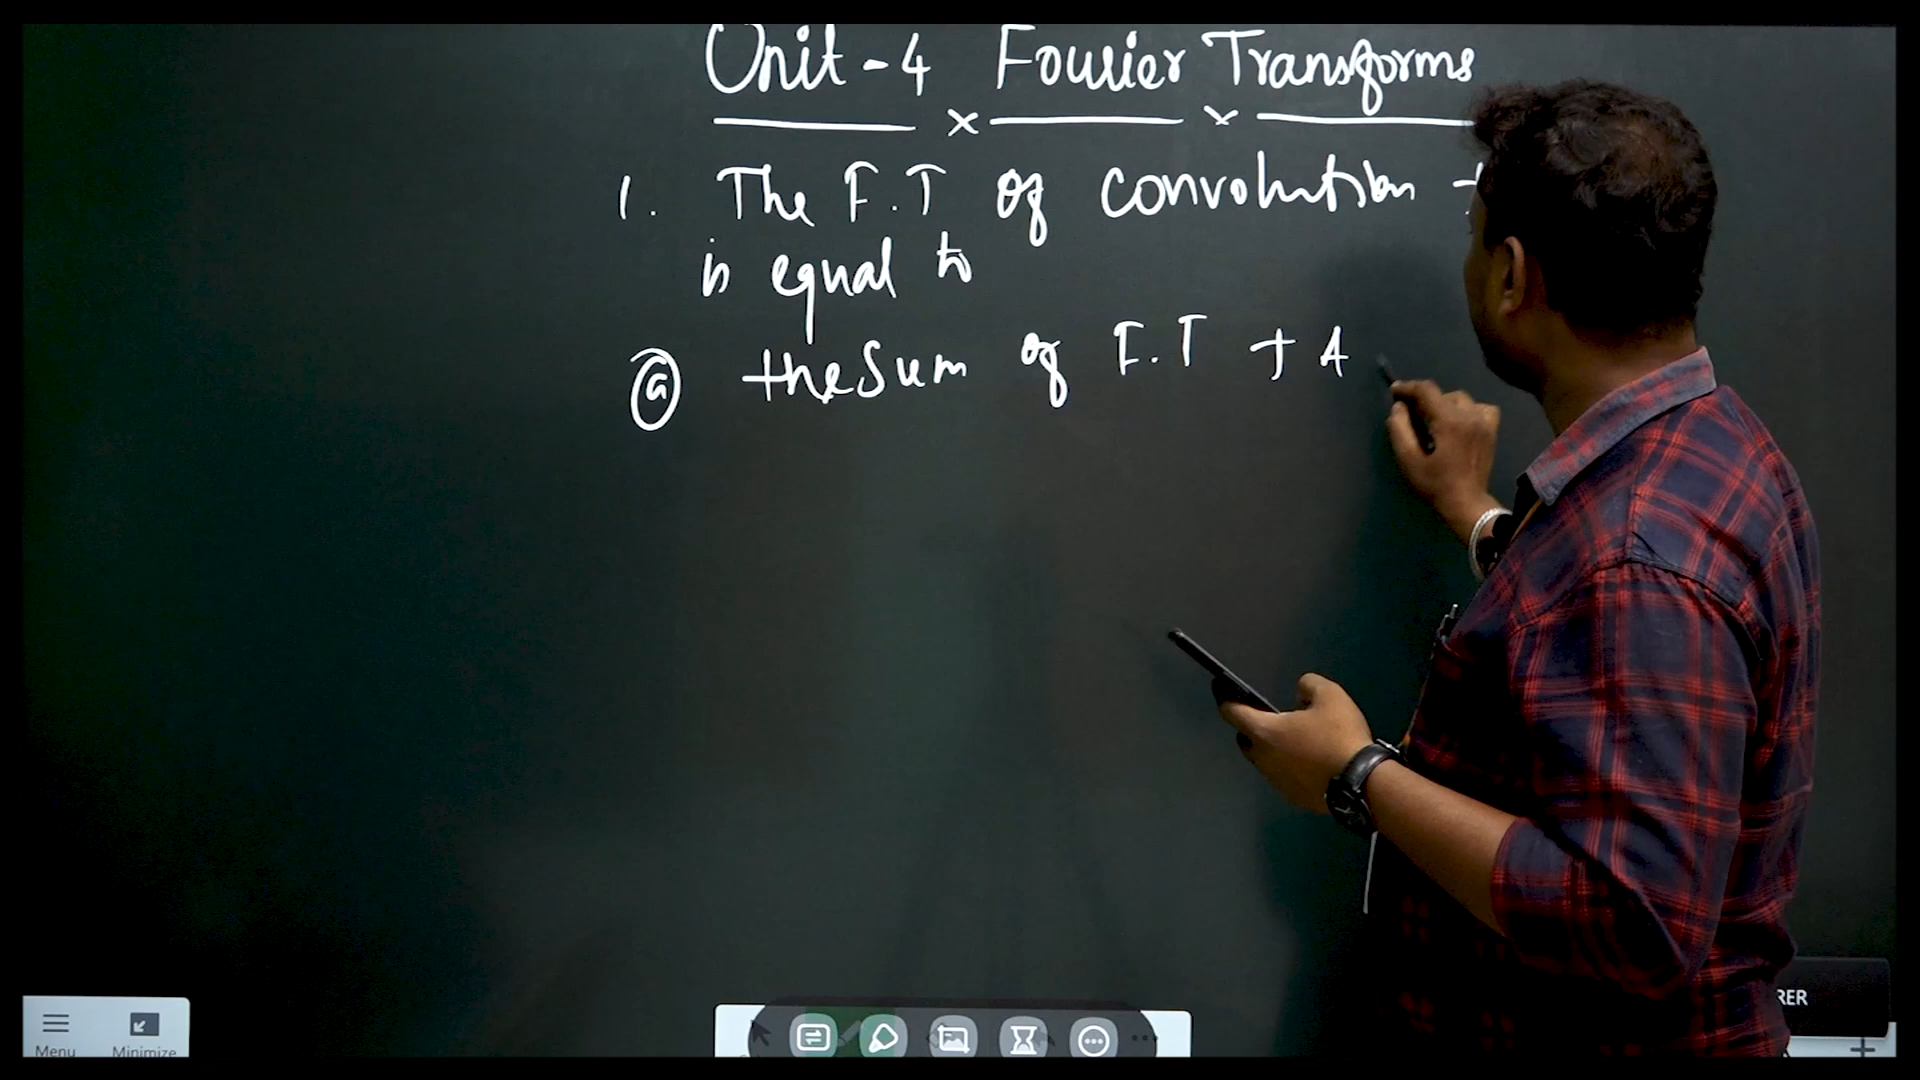 Unit - 4 Fourier Transforms
1. The F.T of convolution
is equal to
(a) the Sum of F.T
Menu Minimize
RER